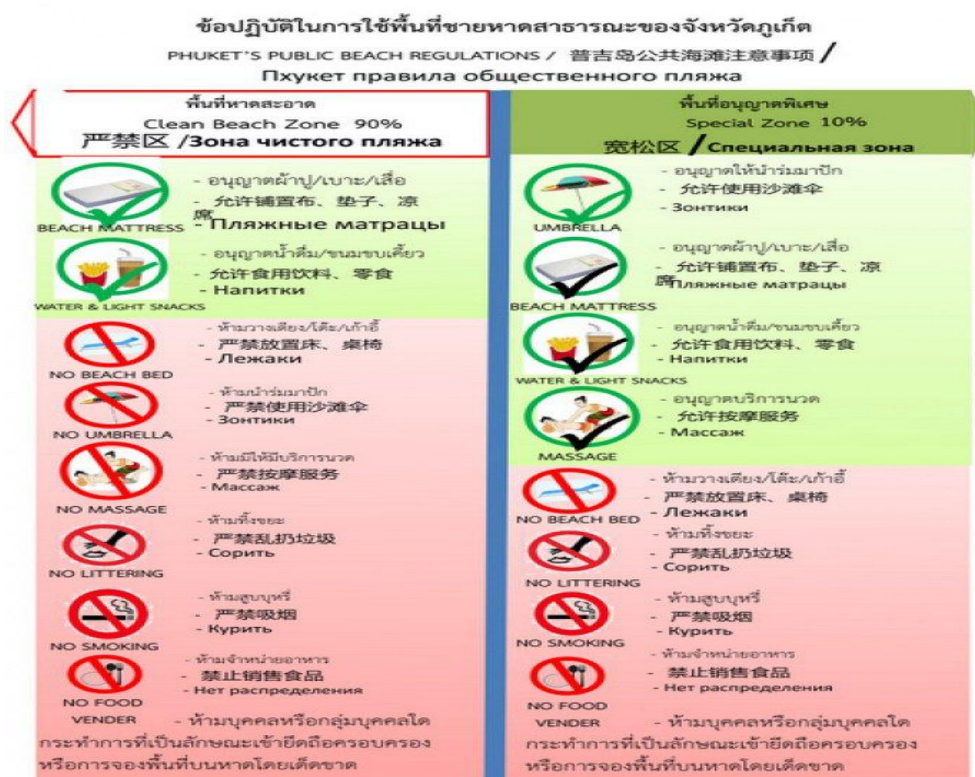 ข้อปฏิบัติในการใช้พื้นที่ชายหาดสาธารณะของจังหวัดภูเก็ต
PHUKET'S PUBLIC BEACH REGULATIONS / 普吉岛公共海滩注意事项 /
Пхукет правила общественного пляжа
พื้นที่หาดสะอาด
Clean Beach Zone 90%
严禁区 /Зона чистого пляжа
- อนุญาตผ้าปู/เบาะ/เสื่อ
- 允许铺置布、垫子、凉
席
BEACH MATTRESS - Пляжные матрацы
- อนุญาตน้ำดื่ม/ขนมขบเคี้ยว
- 允许食用饮料、零食
- Напитки
WATER & LIGHT SNACKS
- ห้ามวางเตียง/โต๊ะ/เก้าอี้
- 严禁放置床、桌椅
- Лежаки
NO BEACH BED
- ห้ามนำร่มมาปัก
- 严禁使用沙滩伞
- Зонтики
NO UMBRELLA
- ห้ามมิให้มีบริการนวด
- 严禁按摩服务
- Массаж
NO MASSAGE
- ห้ามทิ้งขยะ
- 严禁乱扔垃圾
- Сорить
NO LITTERING
- ห้ามสูบบุหรี่
- 严禁吸烟
- Курить
NO SMOKING
- ห้ามจำหน่ายอาหาร
- 禁止销售食品
- Нет распределения
NO FOOD
VENDER - ห้ามบุคคลหรือกลุ่มบุคคลใด
กระทำการที่เป็นลักษณะเข้ายึดถือครอบครอง
หรือการจองพื้นที่บนหาดโดยเด็ดขาด
พื้นที่อนุญาตพิเศษ
Special Zone 10%
宽松区 /Специальная зона
- อนุญาตให้นำร่มมาปัก
- 允许使用沙滩伞
- Зонтики
UMBRELLA
- อนุญาตผ้าปู/เบาะ/เสื่อ
- 允许铺置布、垫子、凉
席
-Пляжные матрацы
BEACH MATTRESS
- อนุญาตน้ำดื่ม/ขนมขบเคี้ยว
- 允许食用饮料、零食
- Напитки
WATER & LIGHT SNACKS
- อนุญาตบริการนวด
- 允许按摩服务
- Массаж
MASSAGE
- ห้ามวางเตียง/โต๊ะ/เก้าอี้
- 严禁放置床、桌椅
- Лежаки
NO BEACH BED
- ห้ามทิ้งขยะ
- 严禁乱扔垃圾
- Сорить
NO LITTERING
- ห้ามสูบบุหรี่
- 严禁吸烟
- Курить
NO SMOKING
- ห้ามจำหน่ายอาหาร
- 禁止销售食品
- Нет распределения
NO FOOD
VENDER - ห้ามบุคคลหรือกลุ่มบุคคลใด
กระทำการที่เป็นลักษณะเข้ายึดถือครอบครอง
หรือการจองพื้นที่บนหาดโดยเด็ดขาด